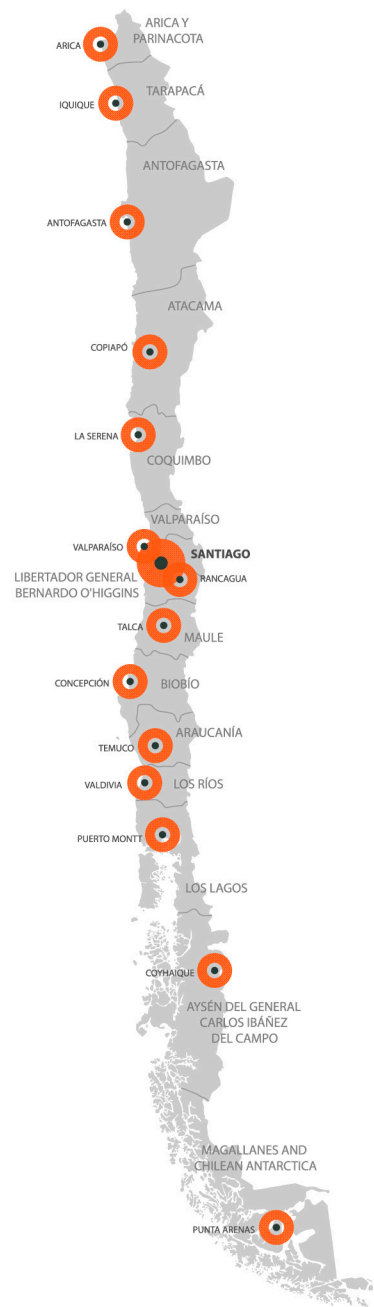 ARICA Y
PARINACOTA
ARICA
TARAPACÁ
IQUIQUE
ANTOFAGASTA
ANTOFAGASTA
ATACAMA
COPIAPÓ
LA SERENA
COQUIMBO
VALPARAÍSO
VALPARAÍSO
SANTIAGO
LIBERTADOR GENERAL
BERNARDO O'HIGGINS
RANCAGUA
TALCA
MAULE
CONCEPCIÓN
BIOBÍO
ARAUCANÍA
TEMUCO
VALDIVIA
LOS RÍOS
PUERTO MONTT
LOS LAGOS
COYHAIQUE
AYSÉN DEL GENERAL
CARLOS IBÁÑEZ
DEL CAMPO
MAGALLANES AND
CHILEAN ANTARCTICA
PUNTA ARENAS